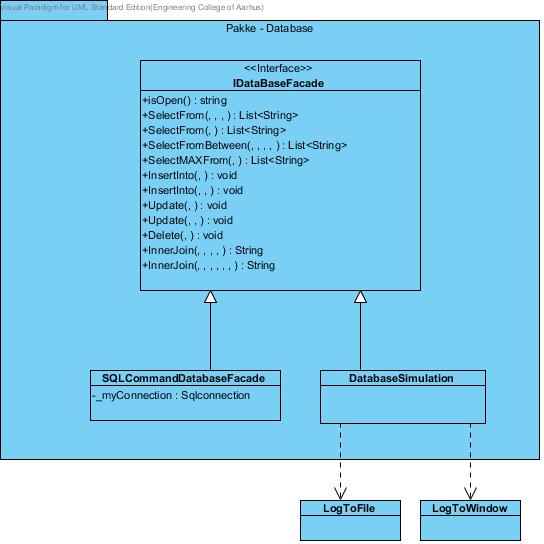 Visual Paradigm for UML Standard Edition(Engineering College of Aarhus)
Pakke - Database
<<Interface>>
IDataBaseFacade
+isOpen() : string
+SelectFrom(, , , ) : List<String>
+SelectFrom(, ) : List<String>
+SelectFromBetween(, , , , ) : List<String>
+SelectMAXFrom(, ) : List<String>
+InsertInto(, ) : void
+InsertInto(, , ) : void
+Update(, ) : void
+Update(, , ) : void
+Delete(, ) : void
+InnerJoin(, , , , ) : String
+InnerJoin(, , , , , , ) : String
SQLCommandDatabaseFacade
-_myConnection : Sqlconnection
DatabaseSimulation
LogToFile
LogToWindow